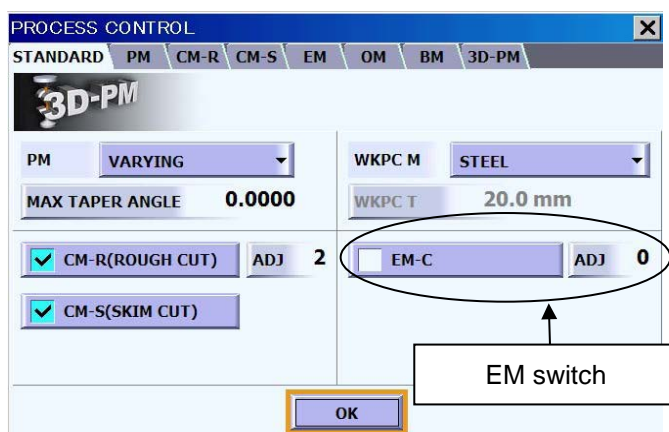 PROCESS CONTROL
STANDARD PM CM-R CM-S EM OM BM 3D-PM
3D-PM
PM VARYING WKPC M STEEL
MAX TAPER ANGLE 0.0000 WKPC T 20.0 mm
CM-R(ROUGH CUT) ADJ 2 EM-C ADJ 0
CM-S(SKIM CUT)
EM switch
OK